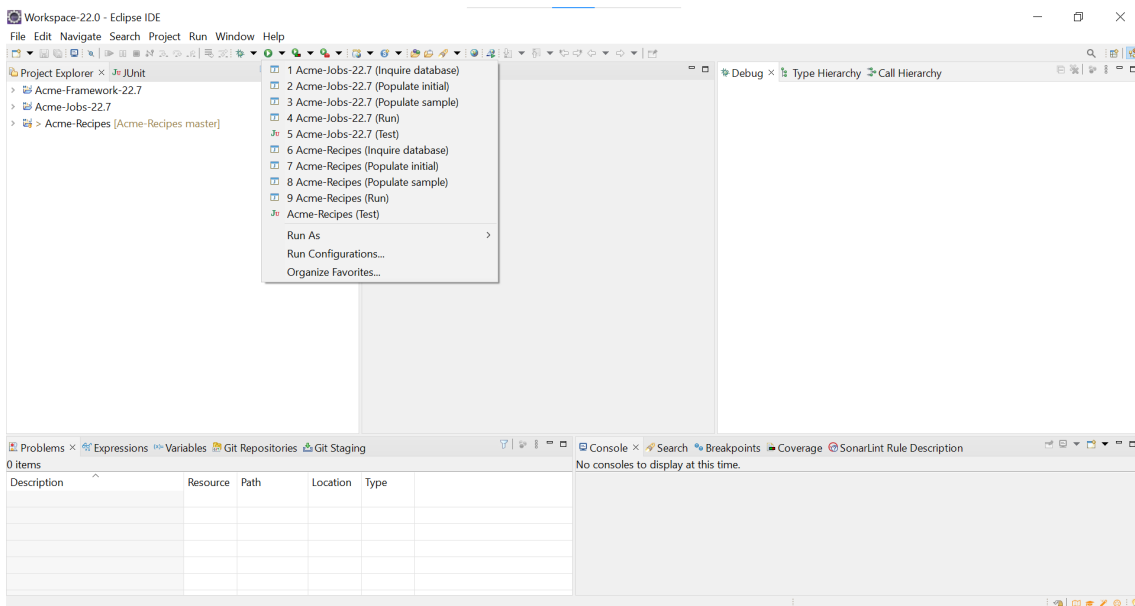 Workspace-22.0 - Eclipse IDE
File Edit Navigate Search Project Run Window Help
Project Explorer JUnit
Acme-Framework-22.7
Acme-Jobs-22.7
> Acme-Recipes [Acme-Recipes master]
1 Acme-Jobs-22.7 (Inquire database)
2 Acme-Jobs-22.7 (Populate initial)
3 Acme-Jobs-22.7 (Populate sample)
4 Acme-Jobs-22.7 (Run)
5 Acme-Jobs-22.7 (Test)
6 Acme-Recipes (Inquire database)
7 Acme-Recipes (Populate initial)
8 Acme-Recipes (Populate sample)
9 Acme-Recipes (Run)
Acme-Recipes (Test)
Run As
Run Configurations...
Organize Favorites...
Debug Type Hierarchy Call Hierarchy
Problems Expressions Variables Git Repositories Git Staging
0 items
Description Resource Path Location Type
Console Search Breakpoints Coverage SonarLint Rule Description
No consoles to display at this time.